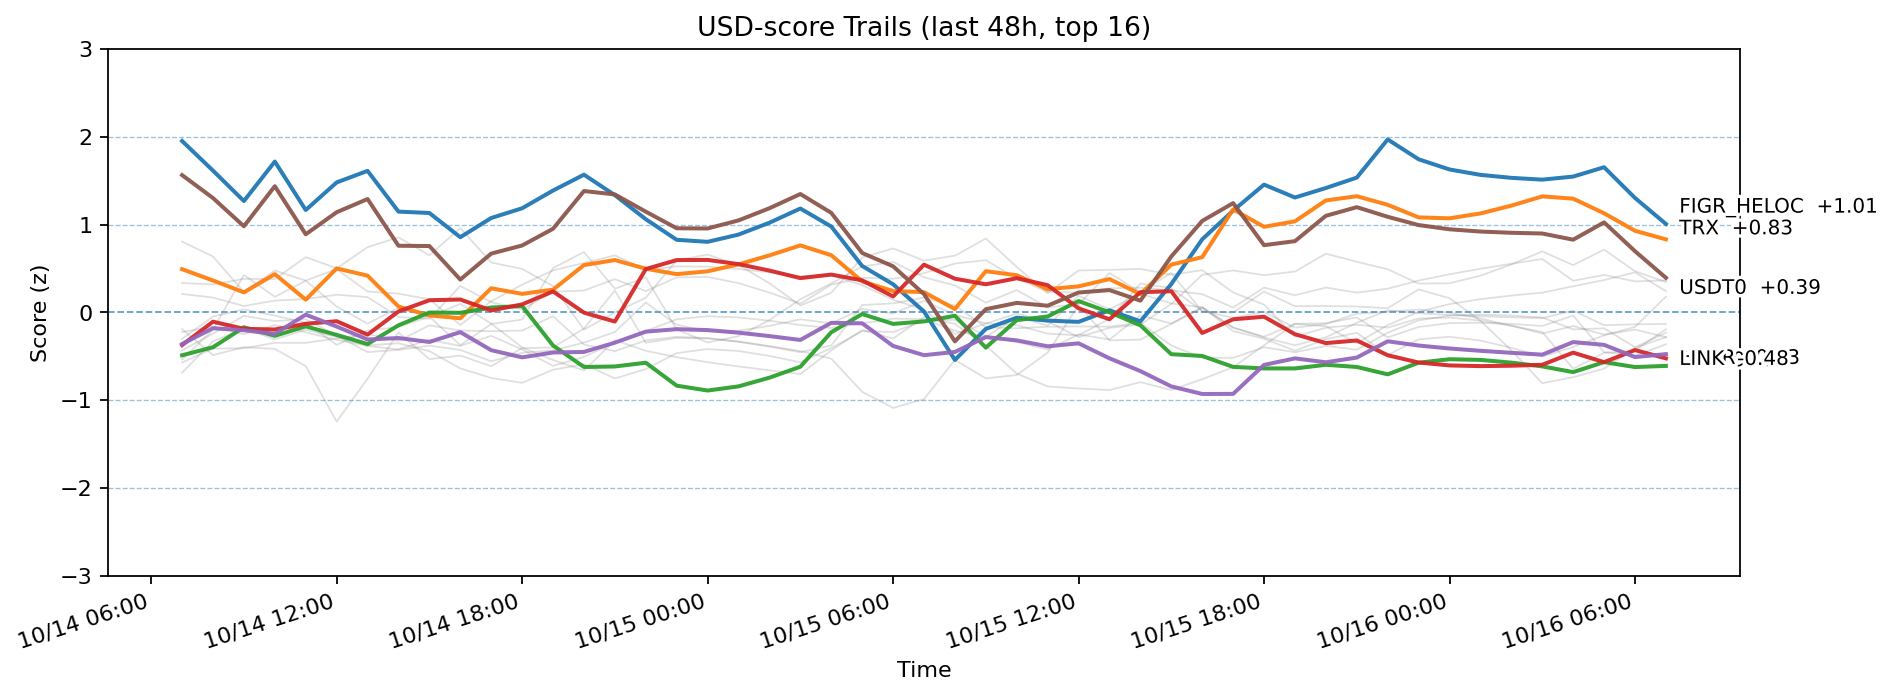 USD-score Trails (last 48h, top 16)
Score (z)
3
2
1
0
−1
−2
−3
FIGR_HELOC +1.01
TRX +0.83
USDT0 +0.39
10/14 06:00
10/14 12:00
10/14 18:00
10/15 00:00
10/15 06:00
10/15 12:00
10/15 18:00
10/16 00:00
10/16 06:00
Time